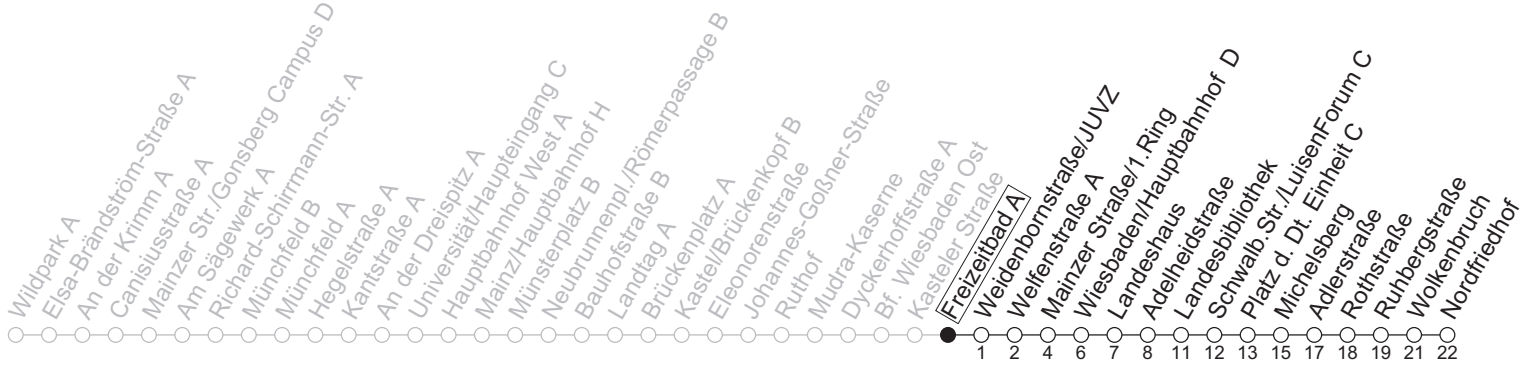 Wildpark A
Elsa-Brändström-Straße A
An der Krimm A
Canisiusstraße A
Mainzer Str./Gonsberg Campus D
Am Sägewerk A
Richard-Schirrmann-Str. A
Münchfeld B
Münchfeld A
Hegelstraße A
Kantstraße A
An der Dreispitz A
Universität/Haupteingang C
Hauptbahnhof West A
Mainz/Hauptbahnhof H
Münsterplatz B
Neubrunnenpl./Römerpassage B
Bauhofstraße B
Landtag A
Brückenplatz A
Kastel/Brückenkopf B
Eleonorenstraße
Johannes-Goßner-Straße
Ruthof
Mudra-Kaserne
Dyckerhoffstraße A
Bf. Wiesbaden Ost
Kasteler Straße
Freizeitbad A
Weidenbornstraße/JUVZ
Welfenstraße A
Mainzer Straße/1.Ring
Wiesbaden/Hauptbahnhof D
Landeshaus
Adelheidstraße
Landesbibliothek
Schwalb. Str./LuisenForum C
Platz d. Dt. Einheit C
Michelsberg
Adlerstraße
Rothstraße
Ruhbergstraße
Wolkenbruch
Nordfriedhof
1 2 4 6 7 8 11 12 13 15 17 18 19 21 22